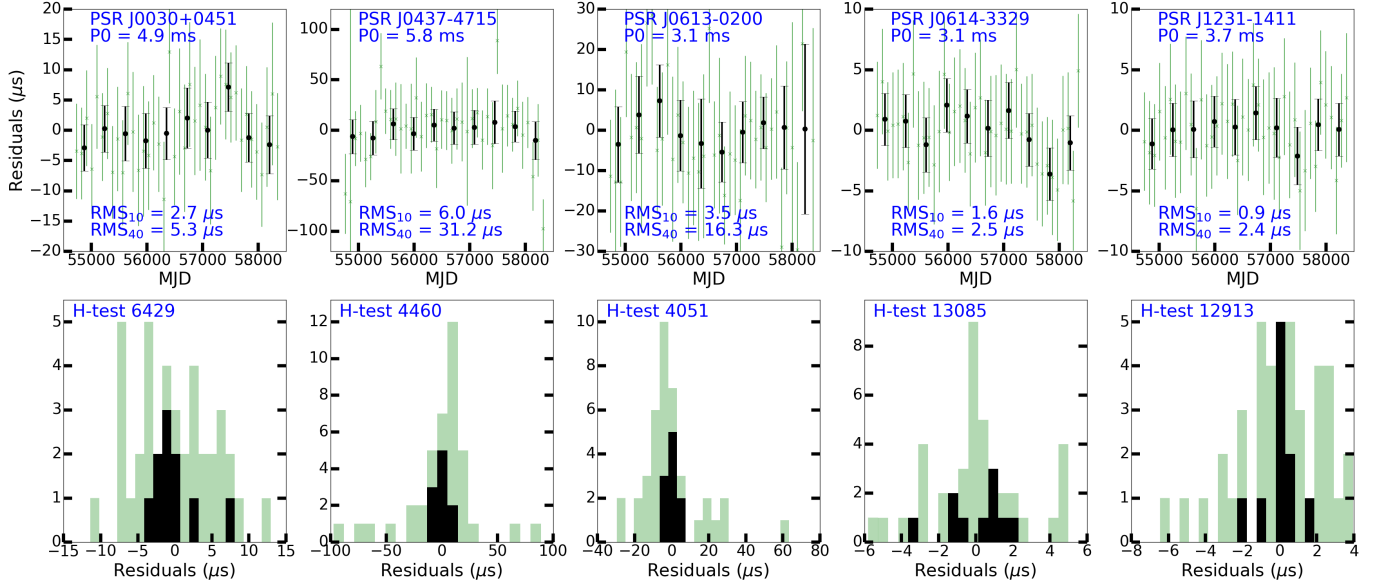 PSR J0030+0451
P0 = 4.9 ms
RMS₁₀ = 2.7 μs
RMS₄₀ = 5.3 μs
20
15
10
5
0
−5
−10
−15
−20
Residuals (μs)
55000 56000 57000 58000
MJD
PSR J0437-4715
P0 = 5.8 ms
RMS₁₀ = 6.0 μs
RMS₄₀ = 31.2 μs
100
50
0
−50
−100
55000 56000 57000 58000
MJD
PSR J0613-0200
P0 = 3.1 ms
RMS₁₀ = 3.5 μs
RMS₄₀ = 16.3 μs
30
20
10
0
−10
−20
−30
55000 56000 57000 58000
MJD
PSR J0614-3329
P0 = 3.1 ms
RMS₁₀ = 1.6 μs
RMS₄₀ = 2.5 μs
10
5
0
−5
−10
55000 56000 57000 58000
MJD
PSR J1231-1411
P0 = 3.7 ms
RMS₁₀ = 0.9 μs
RMS₄₀ = 2.4 μs
10
5
0
−5
−10
55000 56000 57000 58000
MJD
H-test 6429
5
4
3
2
1
0
−15 −10 −5 0 5 10 15
Residuals (μs)
H-test 4460
12
10
8
6
4
2
0
−100 −50 0 50 100
Residuals (μs)
H-test 4051
10
8
6
4
2
0
−40 −20 0 20 40 60 80
Residuals (μs)
H-test 13085
8
6
4
2
0
−6 −4 −2 0 2 4 6
Residuals (μs)
H-test 12913
5
4
3
2
1
0
−8 −6 −4 −2 0 2 4
Residuals (μs)